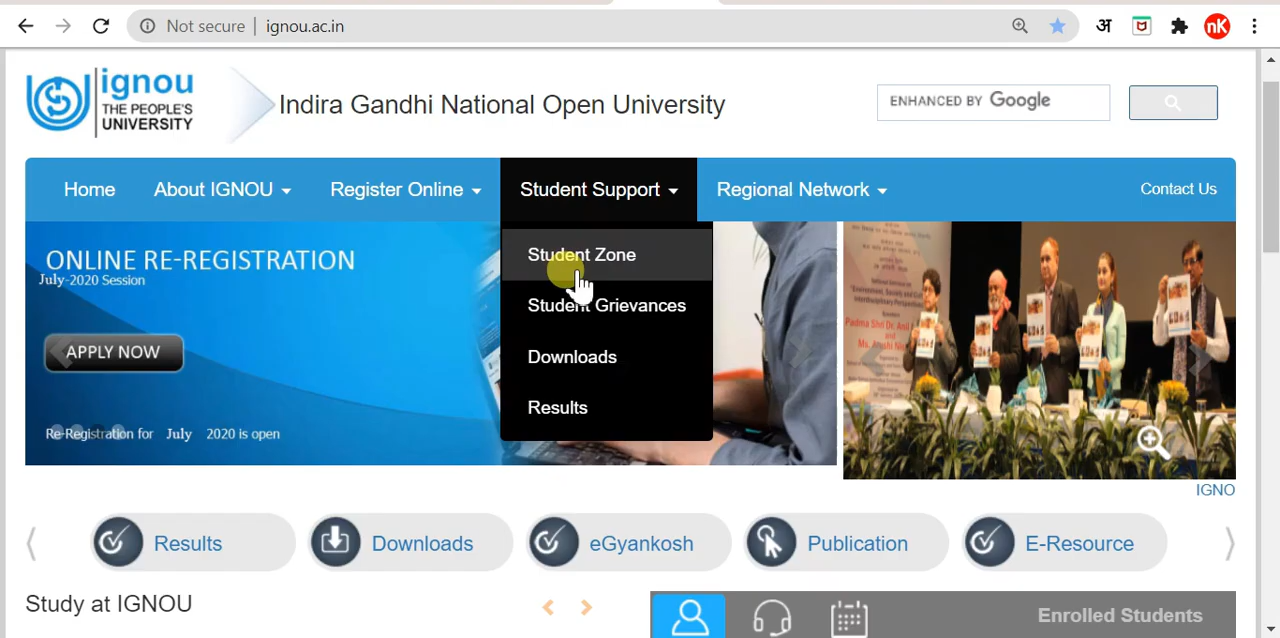 Not secure | ignou.ac.in
अ
nK
ignou
THE PEOPLE'S
UNIVERSITY
Indira Gandhi National Open University
ENHANCED BY Google
Home About IGNOU Register Online Student Support Regional Network Contact Us
ONLINE RE-REGISTRATION
July-2020 Session
APPLY NOW
Re-Registration for July 2020 is open
Student Zone
Student Grievances
Downloads
Results
IGNO
Results Downloads eGyankosh Publication E-Resource
Study at IGNOU
Enrolled Students